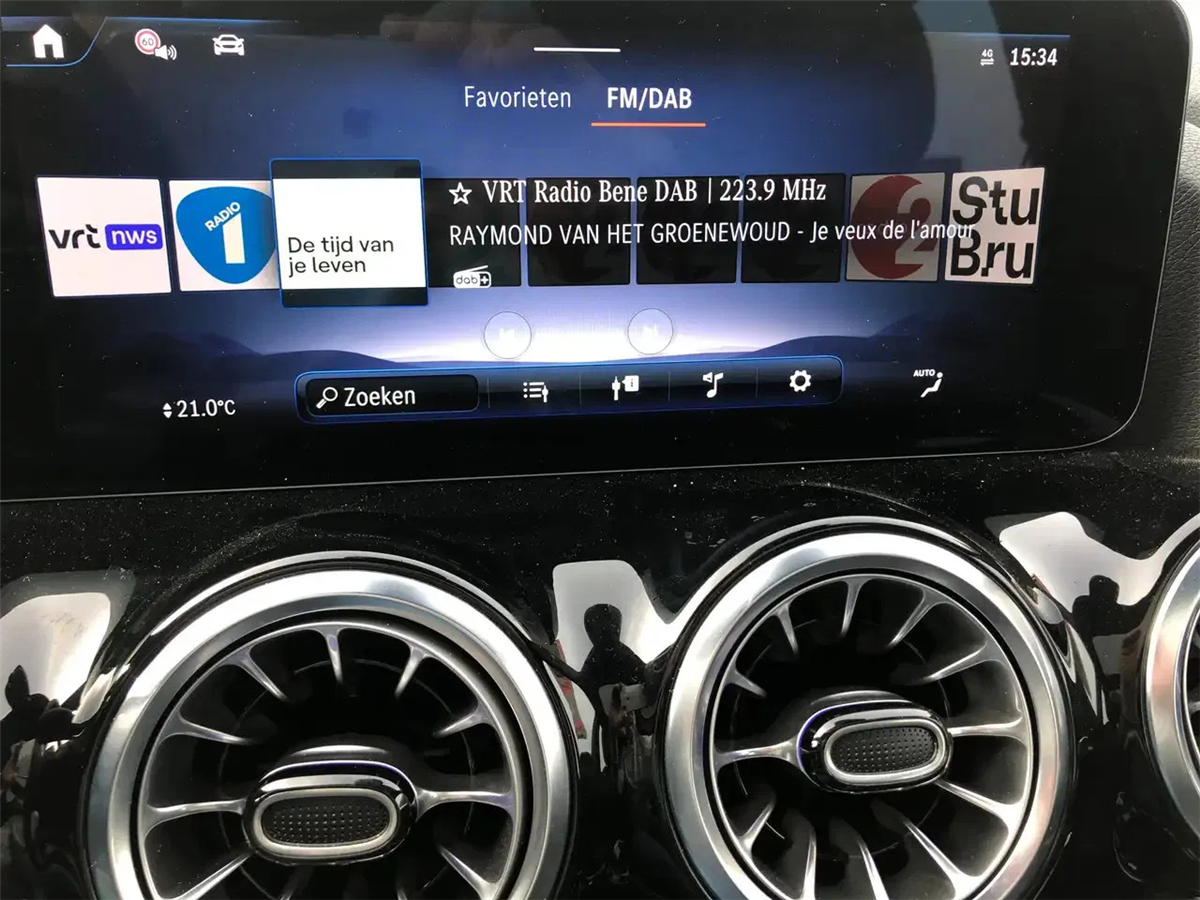 60
4G
15:34
Favorieten
FM/DAB
vrt nws
RADIO
1
De tijd van
je leven
VRT Radio Bene DAB | 223.9 MHz
RAYMOND VAN HET GROENEWOUD - Je veux de l'amour
dab+
2
Stu
Bru
Zoeken
i
21.0°C
AUTO